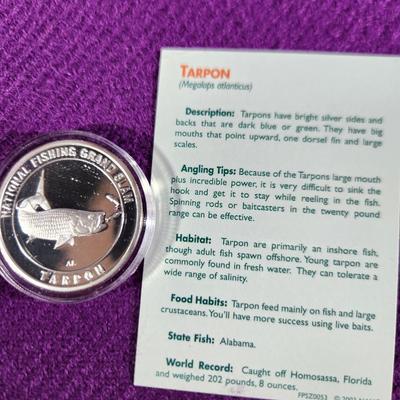 NATIONAL FISHING GRAND SLAM
TARPON
TARPON
(Megalops atlanticus)
Description: Tarpons have bright silver sides and
backs that are dark blue or green. They have big
mouths that point upward, one dorsel fin and large
scales.
Angling Tips: Because of the Tarpons large mouth
plus incredible power, it is very difficult to sink the
hook and get it to stay while reeling in the fish.
Spinning rods or baitcasters in the twenty pound
range can be effective.
Habitat: Tarpon are primarily an inshore fish,
though adult fish spawn offshore. Young tarpon are
commonly found in fresh water. They can tolerate a
wide range of salinity.
Food Habits: Tarpon feed mainly on fish and large
crustaceans. You'll have more success using live baits.
State Fish: Alabama.
World Record: Caught off Homosassa, Florida
and weighed 202 pounds, 8 ounces.
FPSZ0053 © 2003